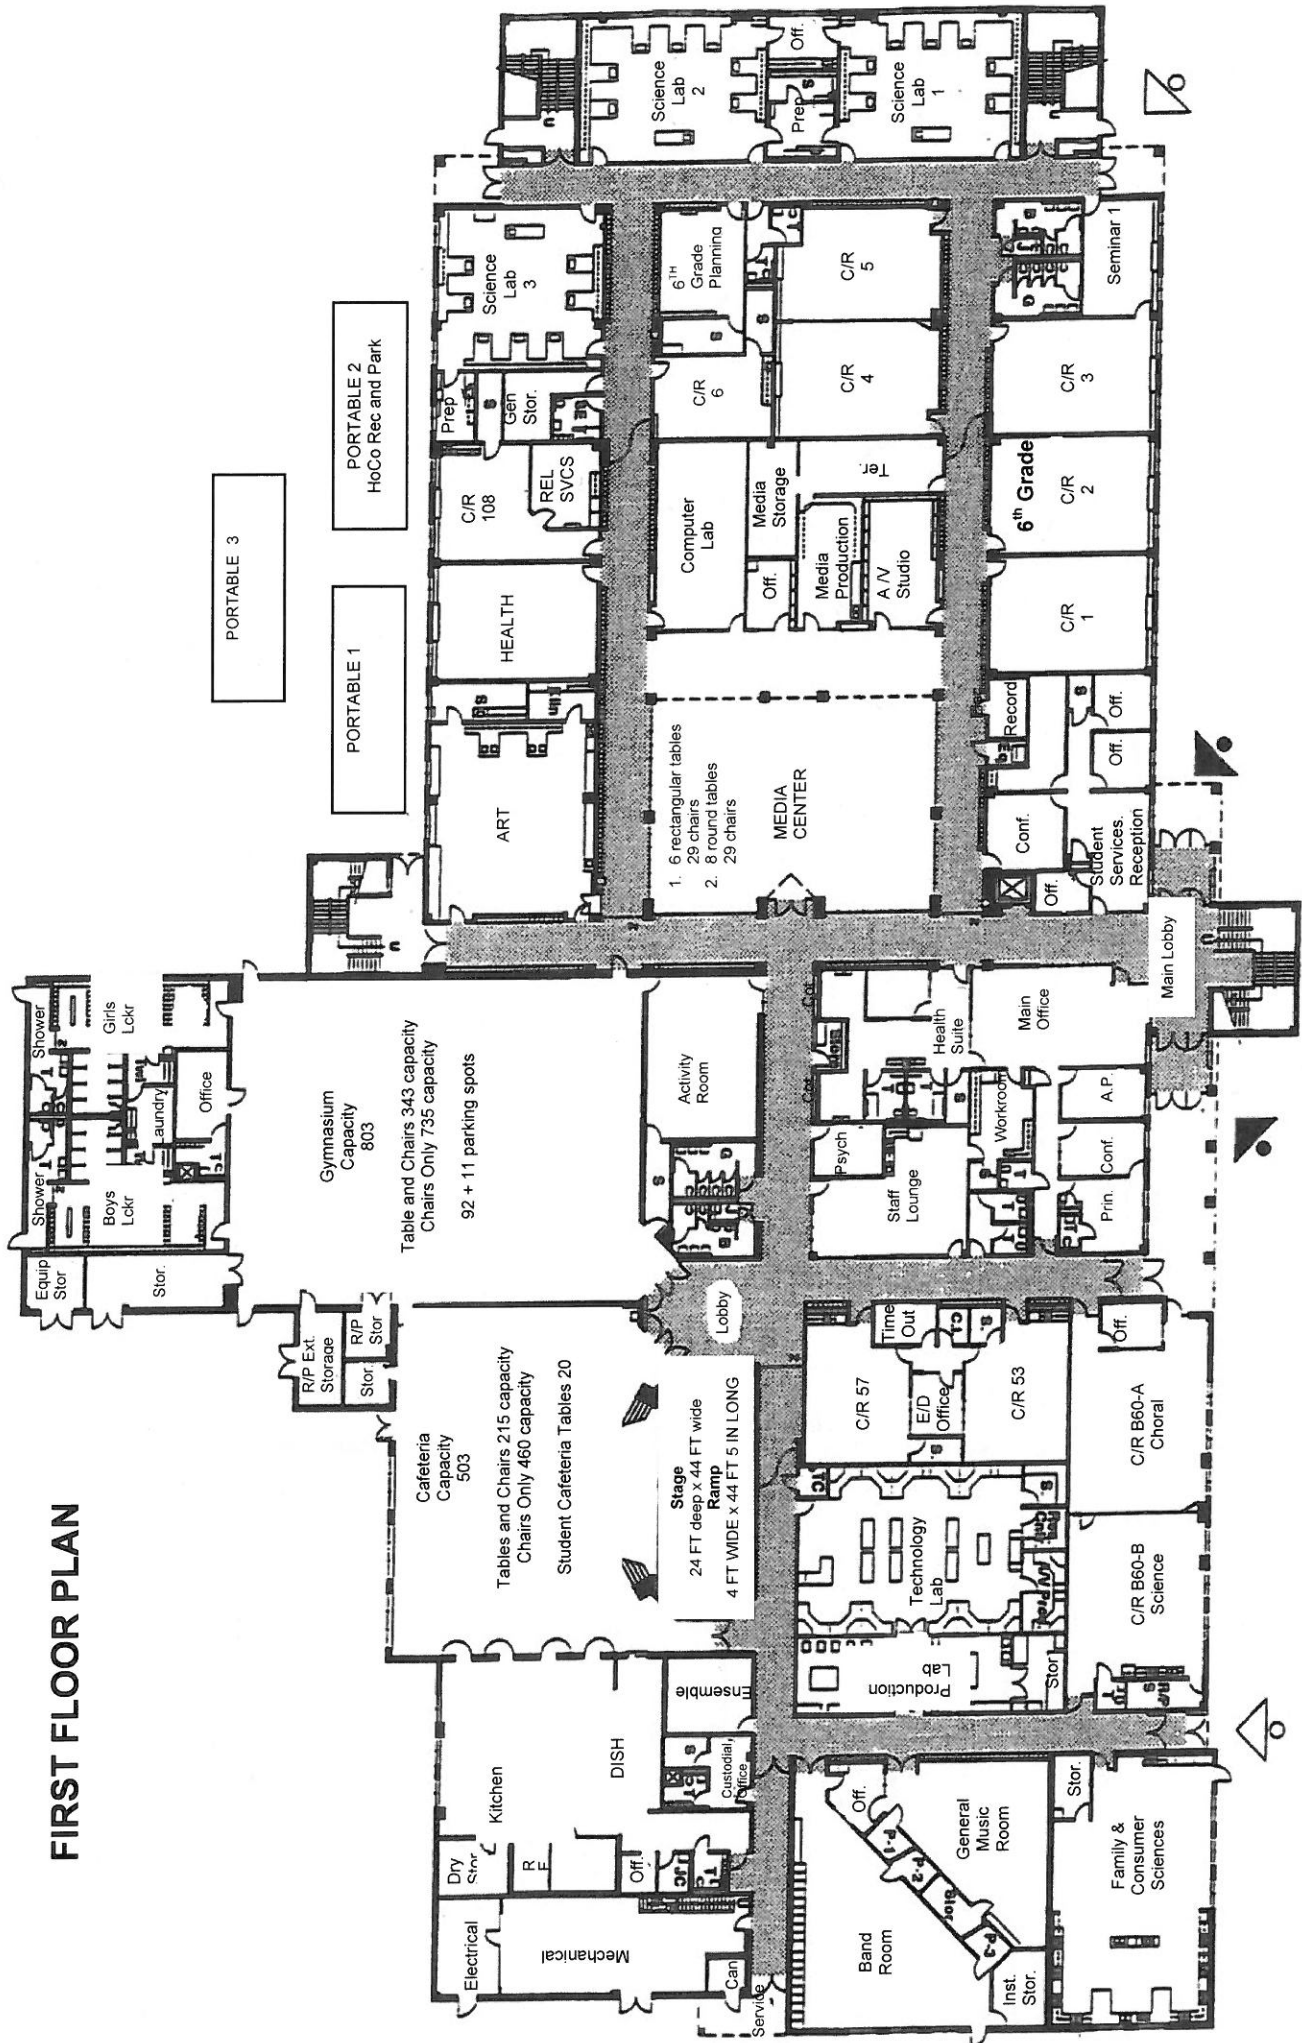 FIRST FLOOR PLAN
PORTABLE 3
PORTABLE 2
HoCo Rec and Park
PORTABLE 1
Equip
Stor
Stor.
Shower
Boys
Lckr
Laundry
Office
Shower
Girls
Lckr
R/P Ext.
Storage
R/P
Stor
Stor.
Gymnasium
Capacity
803
Table and Chairs 343 capacity
Chairs Only 735 capacity
92 + 11 parking spots
Cafeteria
Capacity
503
Tables and Chairs 215 capacity
Chairs Only 460 capacity
Student Cafeteria Tables 20
Stage
24 FT deep x 44 FT wide
Ramp
4 FT WIDE x 44 FT 5 IN LONG
Lobby
Activity
Room
S
G
B
Electrical
Mechanical
Can
Service
Dry
Stor
Kitchen
DISH
Off.
JC
Ensemble
S
Custodial
Office
ART
S
Kiln
HEALTH
C/R
108
REL
SVCS
Prep
S
Gen
Stor.
Science
Lab
3
Science
Lab
2
Prep
S
Off.
Science
Lab
1
U
U
U
MEDIA
CENTER
1. 6 rectangular tables
29 chairs
2. 8 round tables
29 chairs
Computer
Lab
Off.
Media
Storage
Media
Production
A /V
Studio
Ter.
C/R
6
S
6TH
Grade
Planning
S
C/R
4
C/R
5
C/R
1
6th Grade
C/R
2
C/R
3
Seminar 1
G
B
Record
Conf.
Off.
Student
Services.
Reception
Off.
Off.
S
Main Lobby
Cot
Cot
Stor
Health
Suite
Main
Office
Psych
Staff
Lounge
S
Workroom
S
A.P.
Conf.
Prin.
C/R 57
Time
Out
E/D
Office
S.
S.
C/R 53
Off.
C/R B60-A
Choral
C/R B60-B
Science
R/P
S
TC
Technology
Lab
S.
Production
Lab
Stor
Band
Room
Off.
P-1
P-2
Stor
P-3
General
Music
Room
Inst.
Stor.
Stor.
Family &
Consumer
Sciences